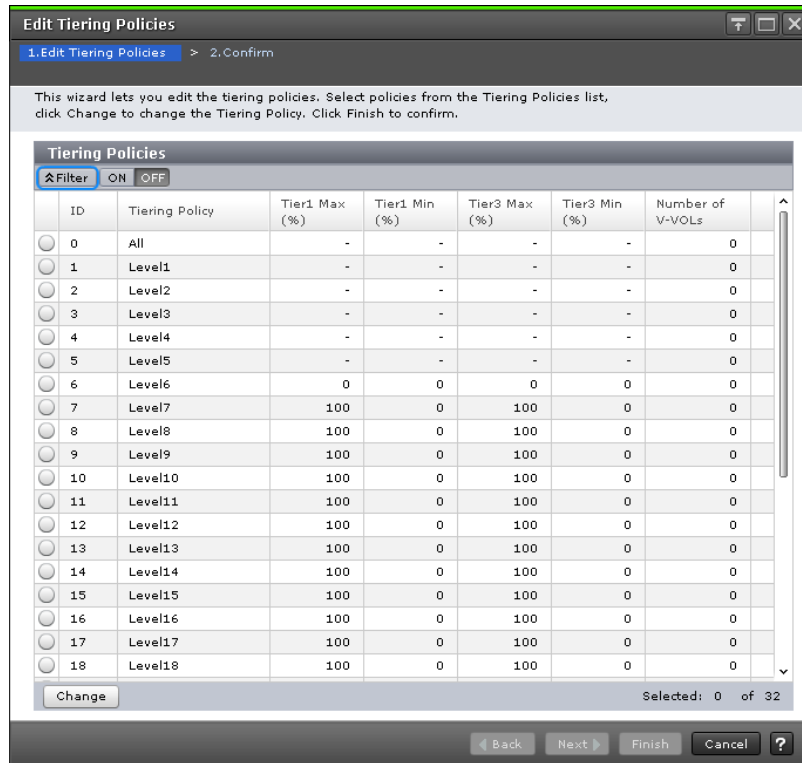 Edit Tiering Policies
1.Edit Tiering Policies > 2.Confirm
This wizard lets you edit the tiering policies. Select policies from the Tiering Policies list,
click Change to change the Tiering Policy. Click Finish to confirm.
Tiering Policies
Filter ON OFF
ID Tiering Policy Tier1 Max (%) Tier1 Min (%) Tier3 Max (%) Tier3 Min (%) Number of V-VOLs
0 All - - - - 0
1 Level1 - - - - 0
2 Level2 - - - - 0
3 Level3 - - - - 0
4 Level4 - - - - 0
5 Level5 - - - - 0
6 Level6 0 0 0 0 0
7 Level7 100 0 100 0 0
8 Level8 100 0 100 0 0
9 Level9 100 0 100 0 0
10 Level10 100 0 100 0 0
11 Level11 100 0 100 0 0
12 Level12 100 0 100 0 0
13 Level13 100 0 100 0 0
14 Level14 100 0 100 0 0
15 Level15 100 0 100 0 0
16 Level16 100 0 100 0 0
17 Level17 100 0 100 0 0
18 Level18 100 0 100 0 0
Change Selected: 0 of 32
Back Next Finish Cancel ?